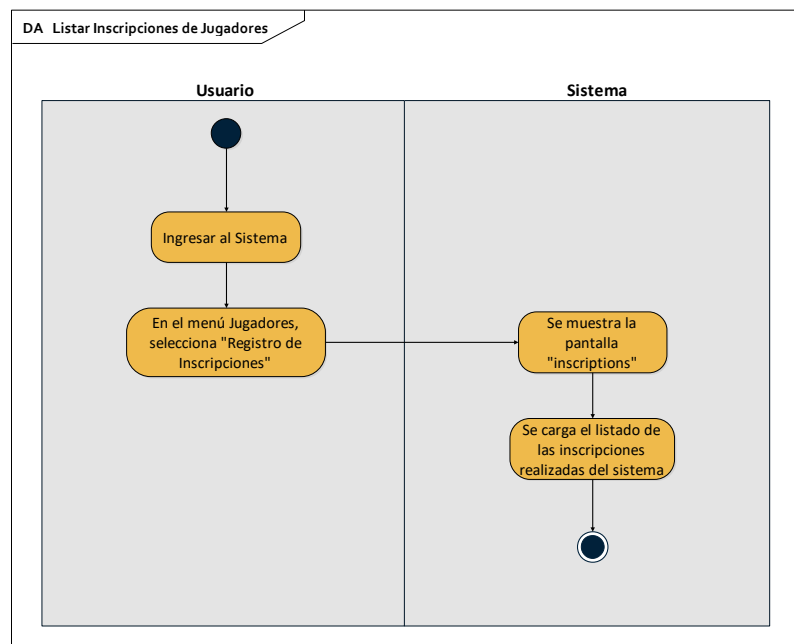 DA Listar Inscripciones de Jugadores
Usuario
Sistema
Ingresar al Sistema
En el menú Jugadores,
selecciona "Registro de
Inscripciones"
Se muestra la
pantalla
"inscriptions"
Se carga el listado de
las inscripciones
realizadas del sistema